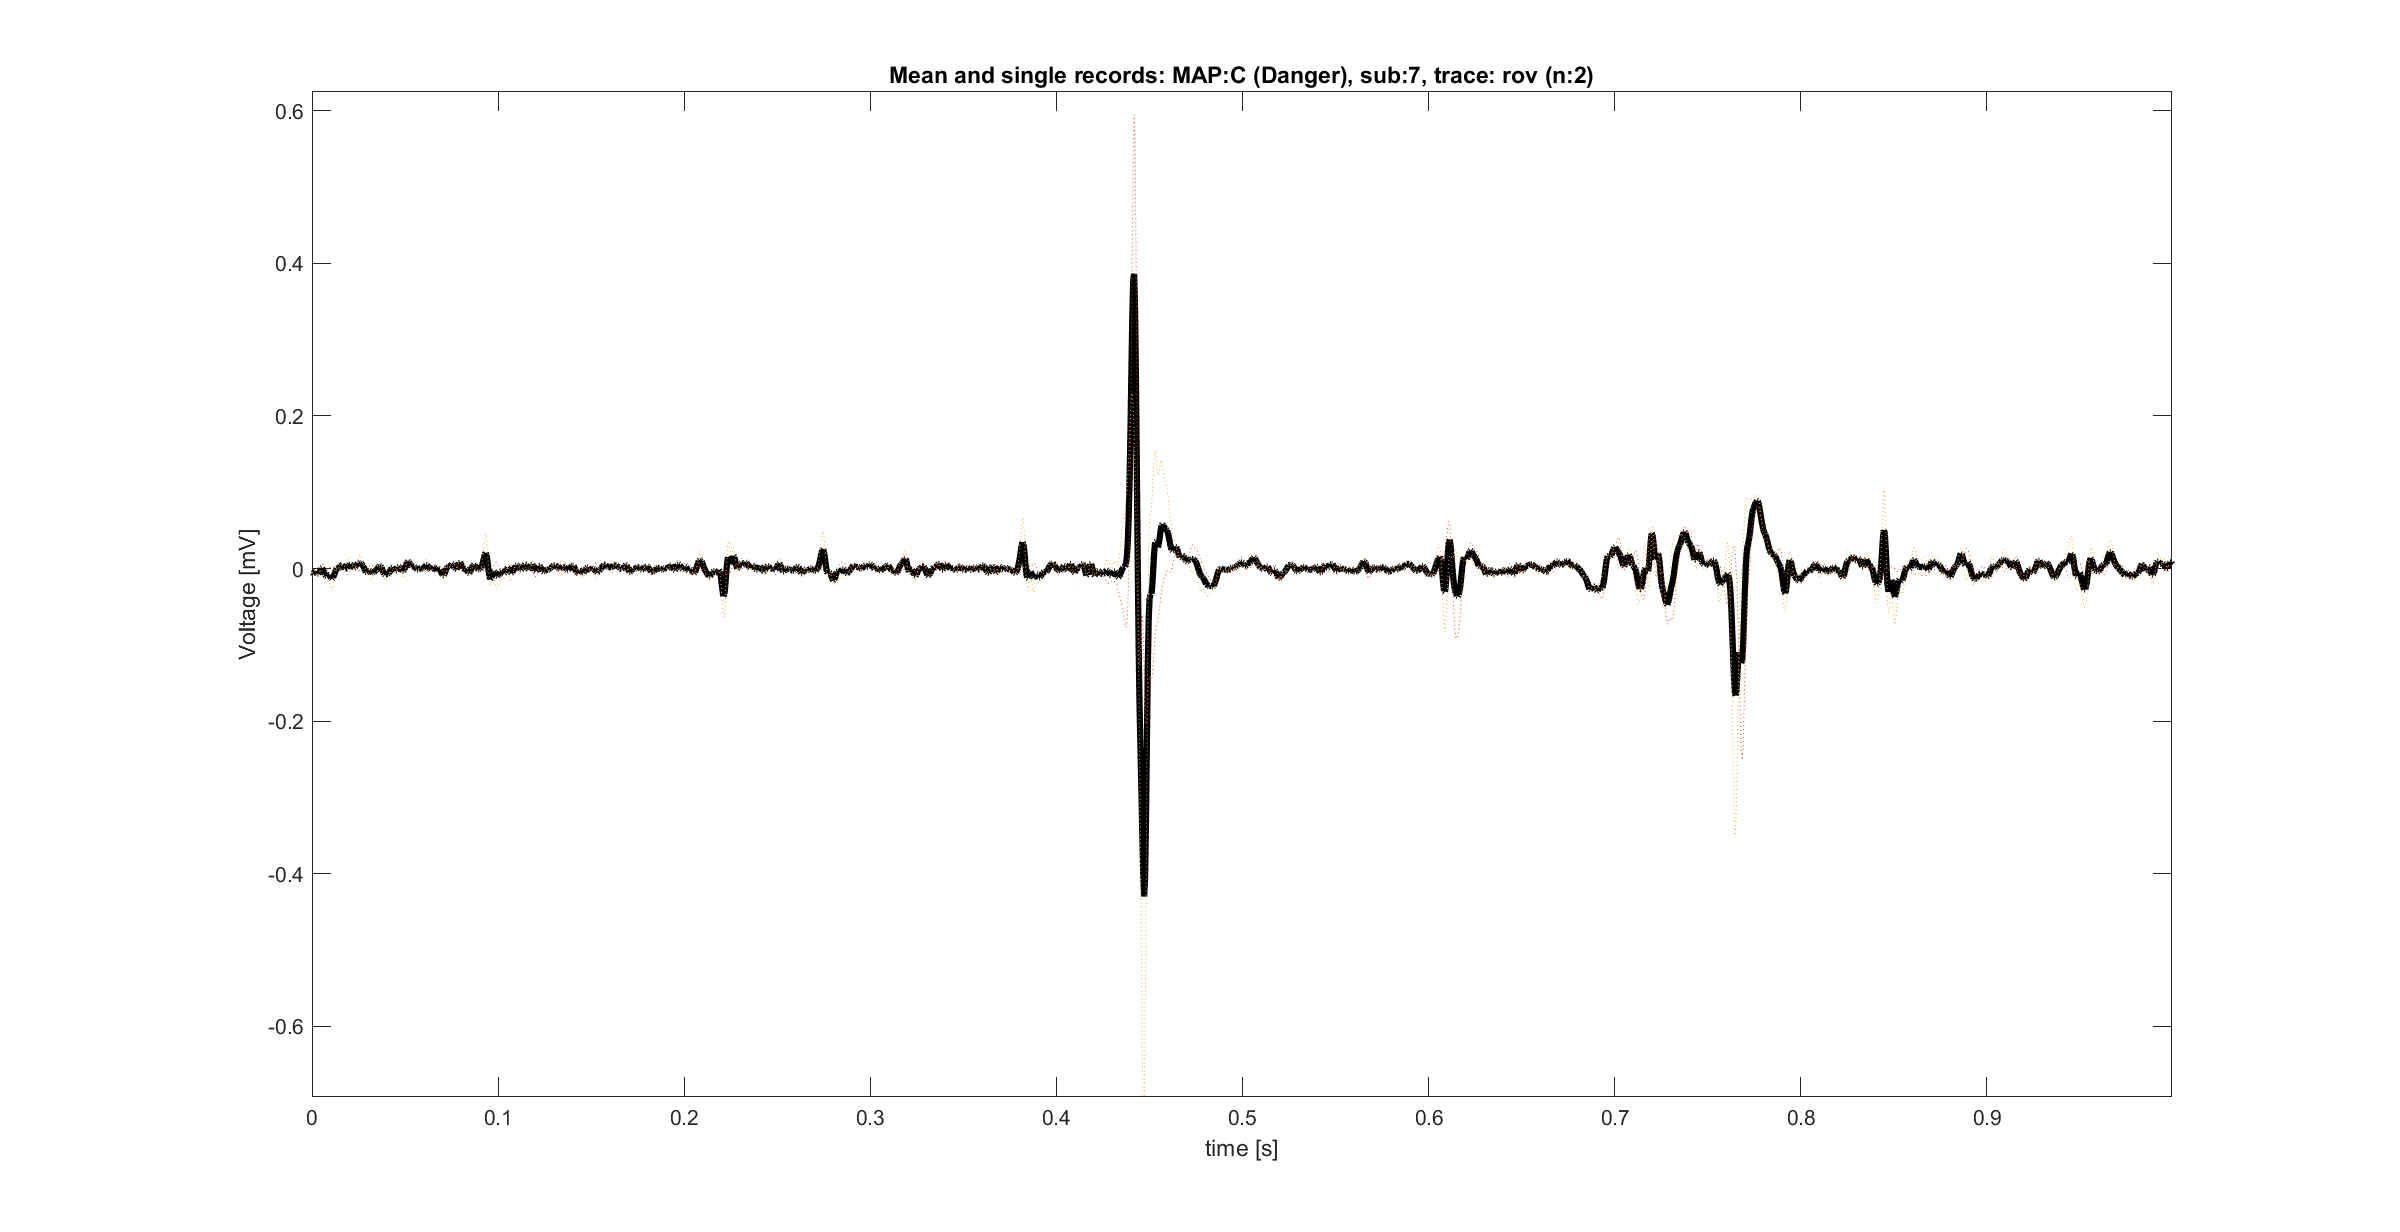 Mean and single records: MAP:C (Danger), sub:7, trace: rov (n:2)
0.6
0.4
0.2
0
-0.2
-0.4
-0.6
Voltage [mV]
0 0.1 0.2 0.3 0.4 0.5 0.6 0.7 0.8 0.9
time [s]